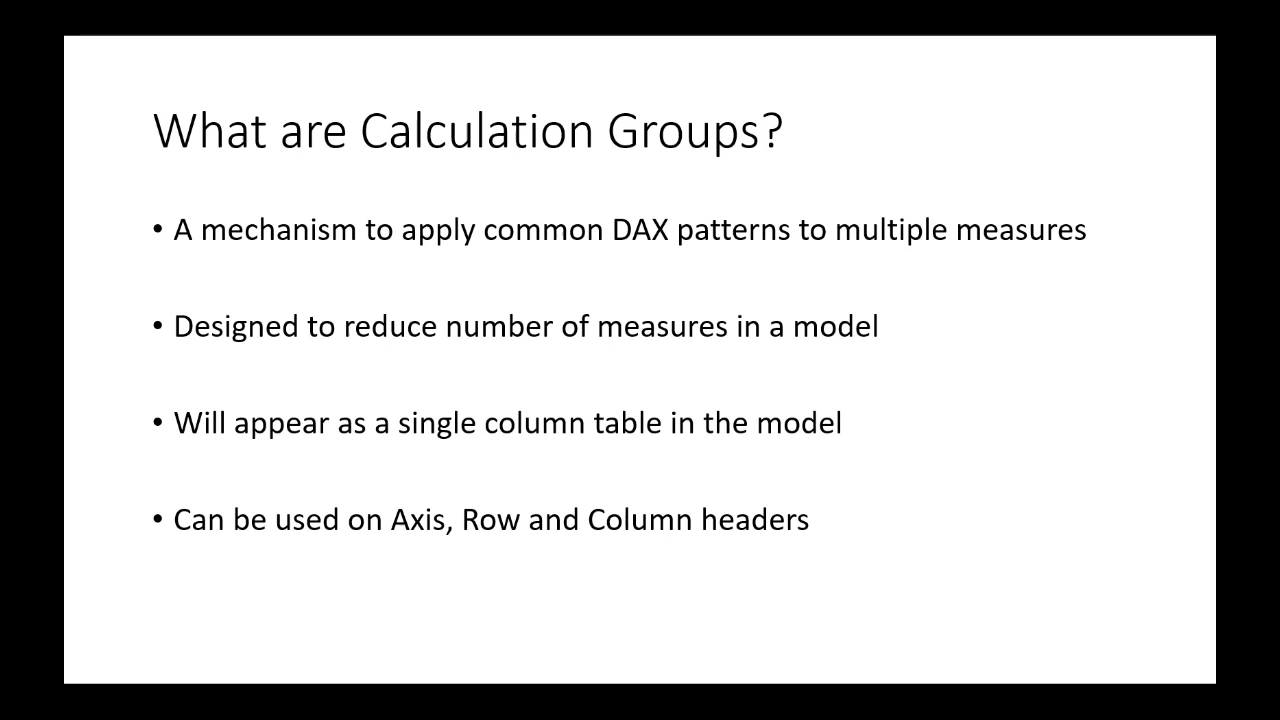 What are Calculation Groups?
• A mechanism to apply common DAX patterns to multiple measures
• Designed to reduce number of measures in a model
• Will appear as a single column table in the model
• Can be used on Axis, Row and Column headers